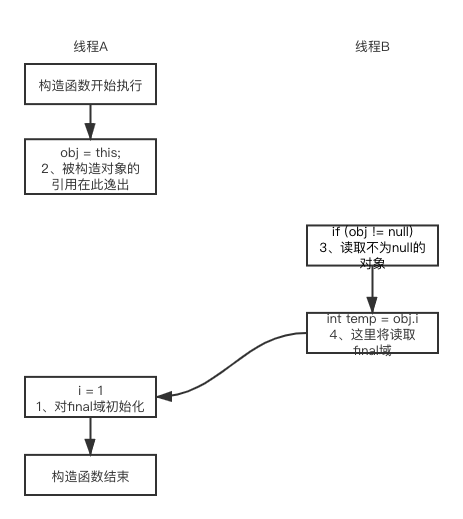 线程A
线程B
构造函数开始执行
obj = this;
2、被构造对象的
引用在此逸出
if (obj != null)
3、读取不为null的
对象
int temp = obj.i
4、这里将读取
final域
i = 1
1、对final域初始化
构造函数结束